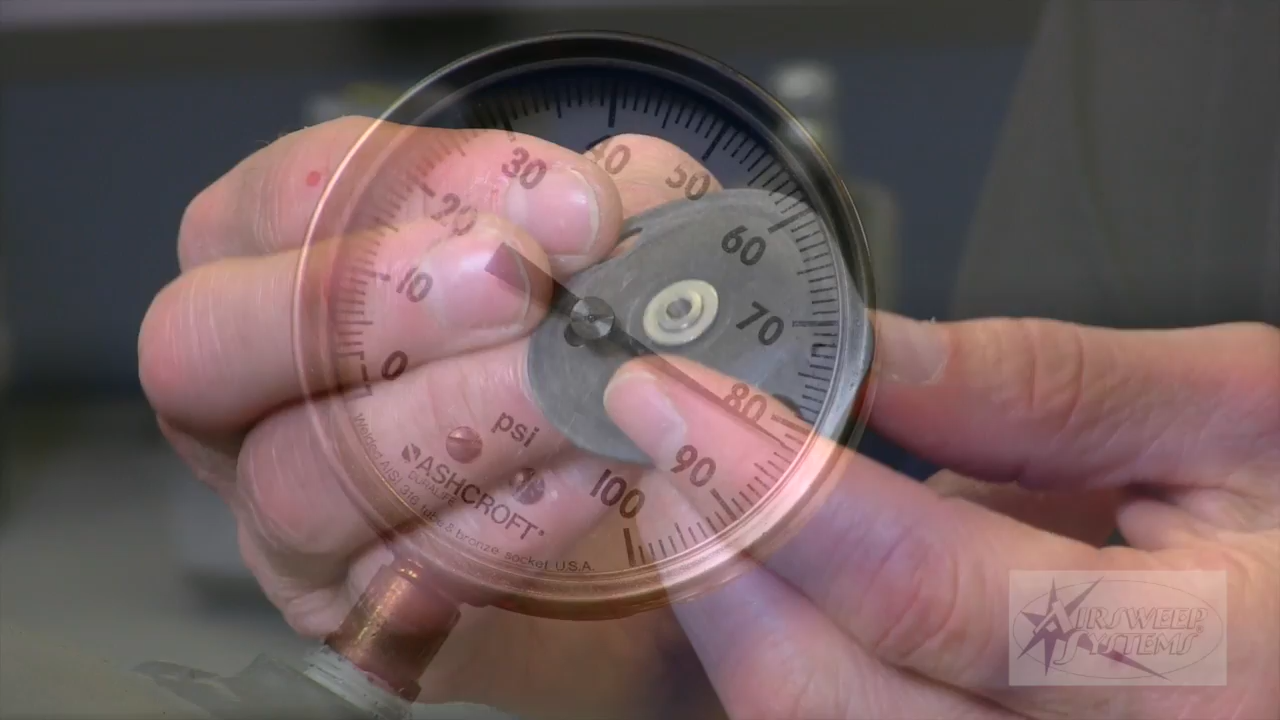 0
10
20
30
40
50
60
70
80
90
100
psi
ASHCROFT®
DURALIFE
Welded AISI 316 tube & bronze socket U.S.A.
AIRSWEEP
SYSTEMS